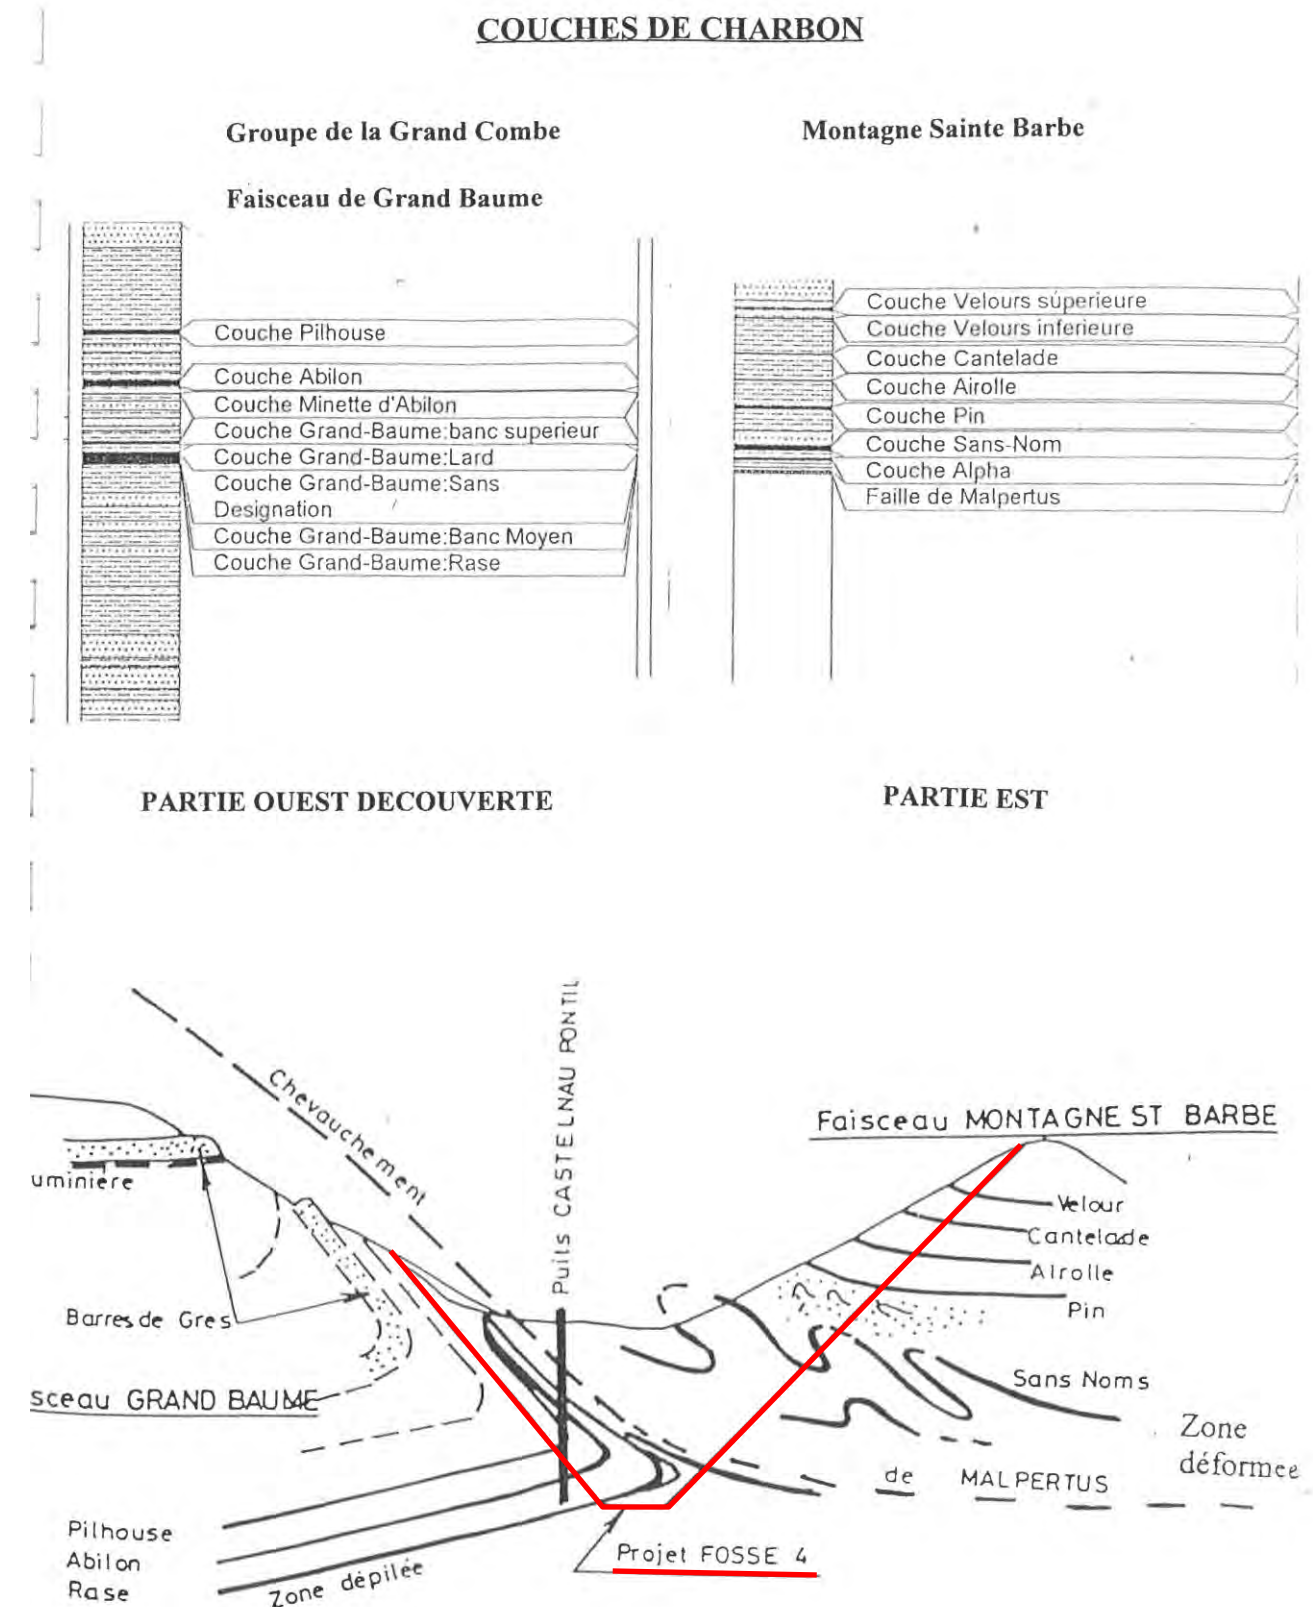 COUCHES DE CHARBON
Groupe de la Grand Combe
Faisceau de Grand Baume
Couche Pilhouse
Couche Abilon
Couche Minette d'Abilon
Couche Grand-Baume:banc superieur
Couche Grand-Baume:Lard
Couche Grand-Baume:Sans
Designation
Couche Grand-Baume:Banc Moyen
Couche Grand-Baume:Rase
Montagne Sainte Barbe
Couche Velours súperieure
Couche Velours inferieure
Couche Cantelade
Couche Airolle
Couche Pin
Couche Sans-Nom
Couche Alpha
Faille de Malpertus
PARTIE OUEST DECOUVERTE
PARTIE EST
Chevauchement
Puits CASTELNAU PONTIL
Faisceau MONTAGNE ST BARBE
uminière
Velour
Cantelade
Airolle
Pin
Barres de Gres
sceau GRAND BAUME
Sans Noms
Zone
déformee
de MALPERTUS
Pilhouse
Abilon
Rase
Zone dépilée
Projet FOSSE 4